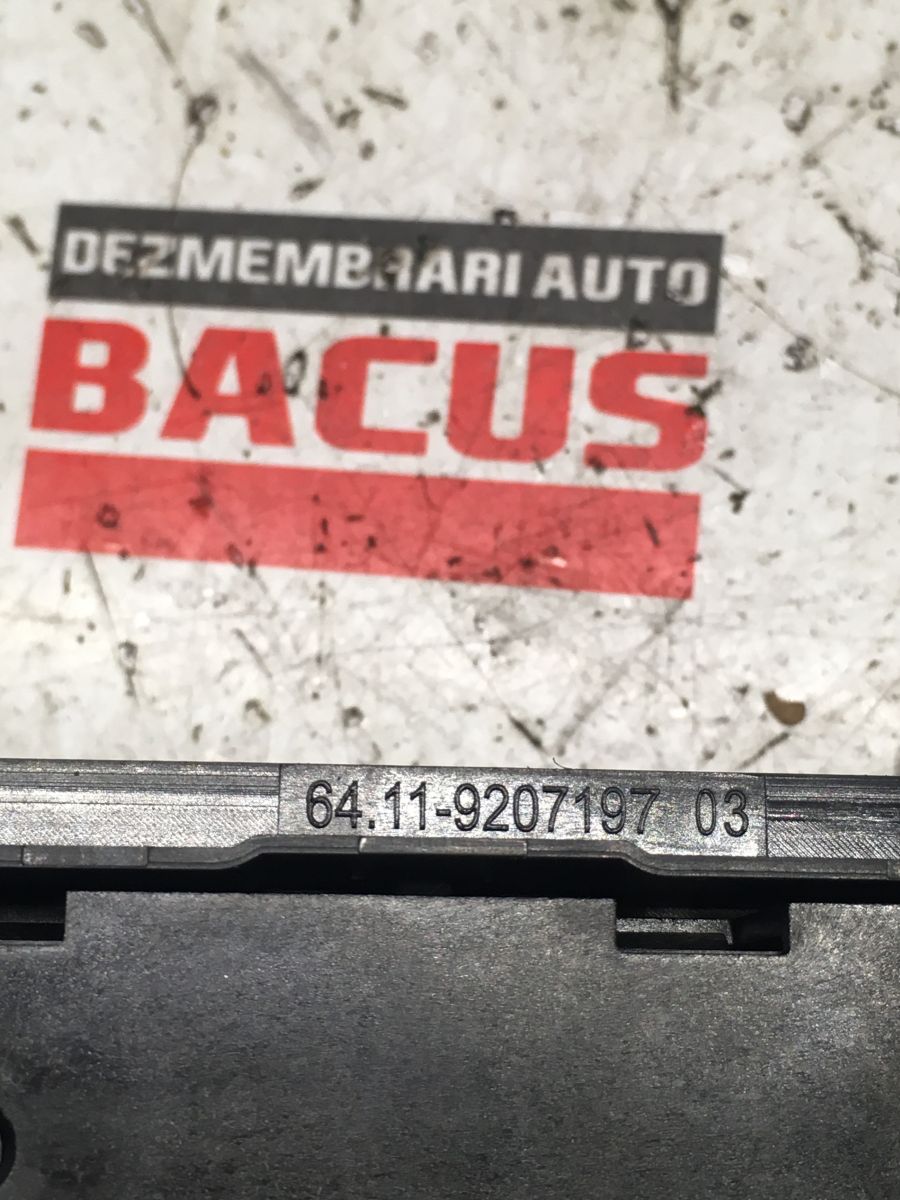 DEZMEMBRARI AUTO
BACUS
64.11-9207197 03